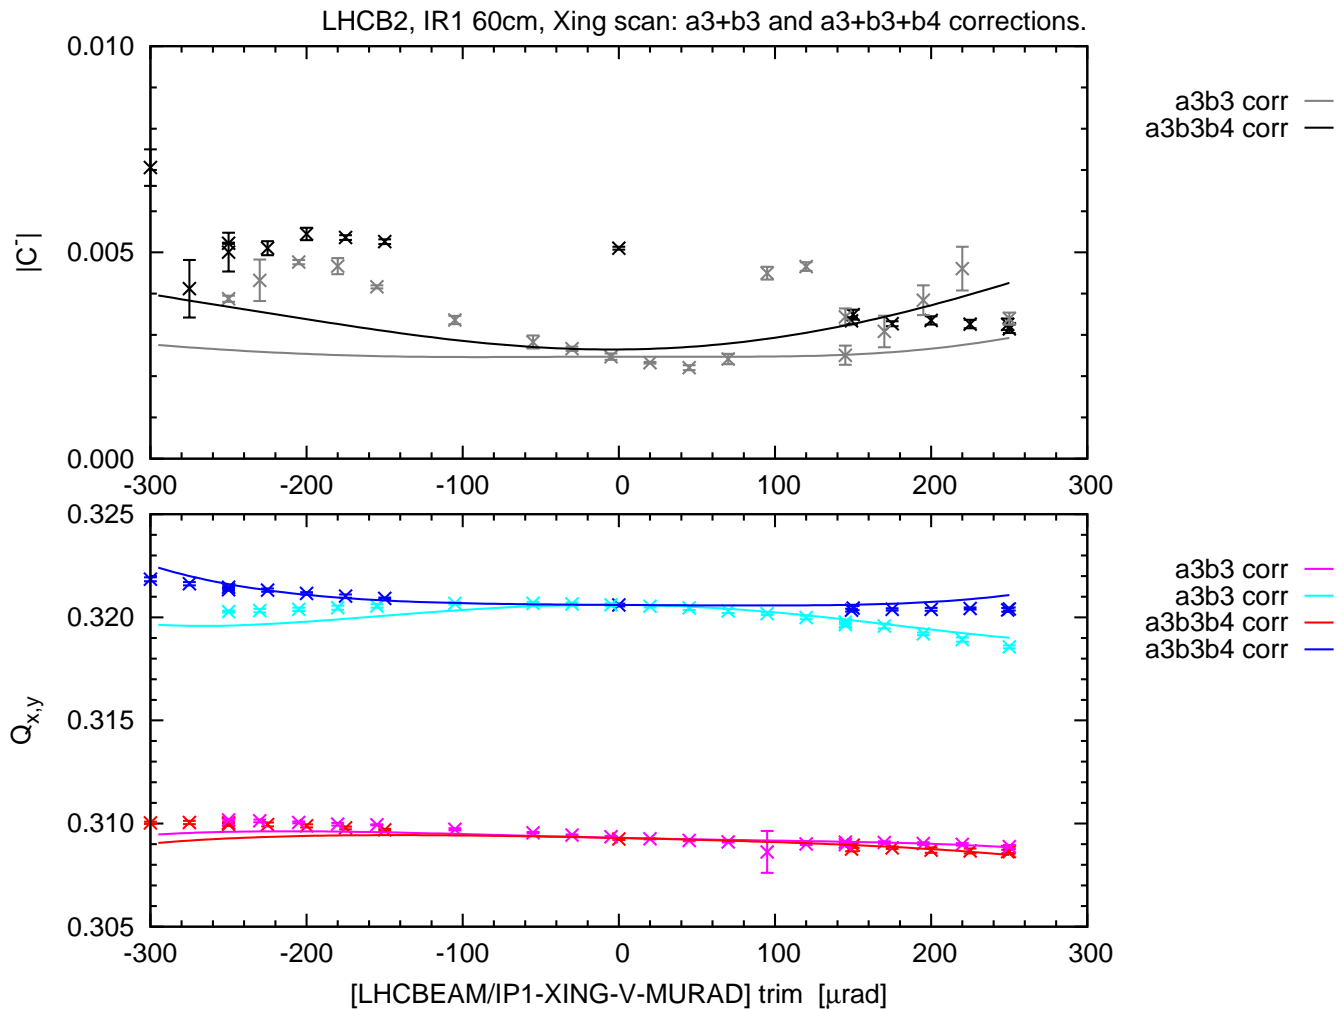 LHCB2, IR1 60cm, Xing scan: a3+b3 and a3+b3+b4 corrections.
0.010
0.005
0.000
|C⁻|
-300 -200 -100 0 100 200 300
a3b3 corr
a3b3b4 corr
0.325
0.320
0.315
0.310
0.305
Qx,y
-300 -200 -100 0 100 200 300
a3b3 corr
a3b3 corr
a3b3b4 corr
a3b3b4 corr
[LHCBEAM/IP1-XING-V-MURAD] trim [μrad]